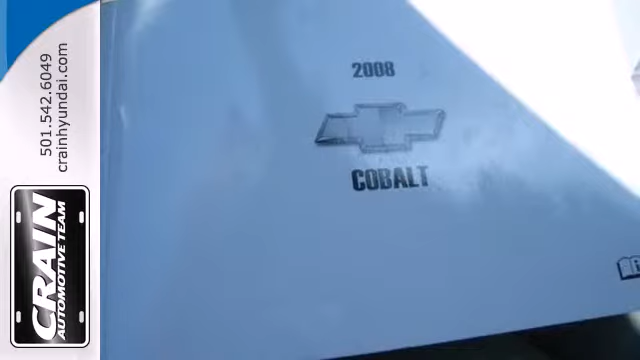 501.542.6049
crainhyundai.com
CRAIN
AUTOMOTIVE TEAM
2008
COBALT
i